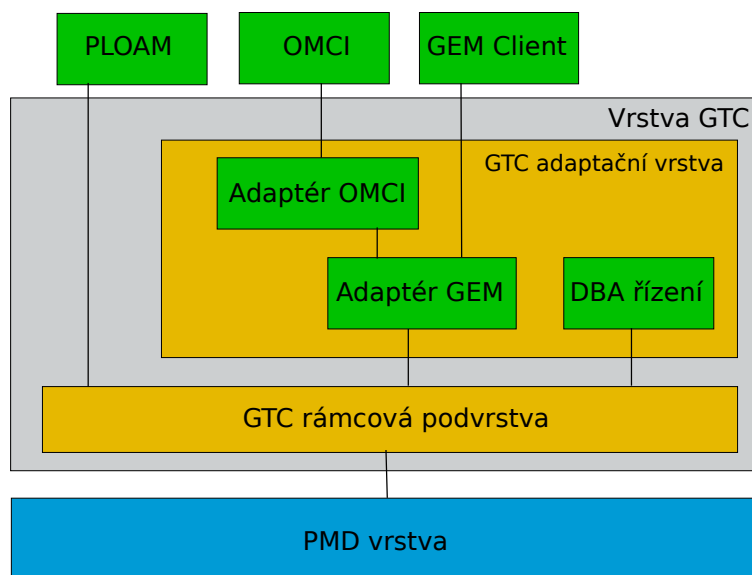 PLOAM
OMCI
GEM Client
Vrstva GTC
GTC adaptační vrstva
Adaptér OMCI
Adaptér GEM
DBA řízení
GTC rámcová podvrstva
PMD vrstva